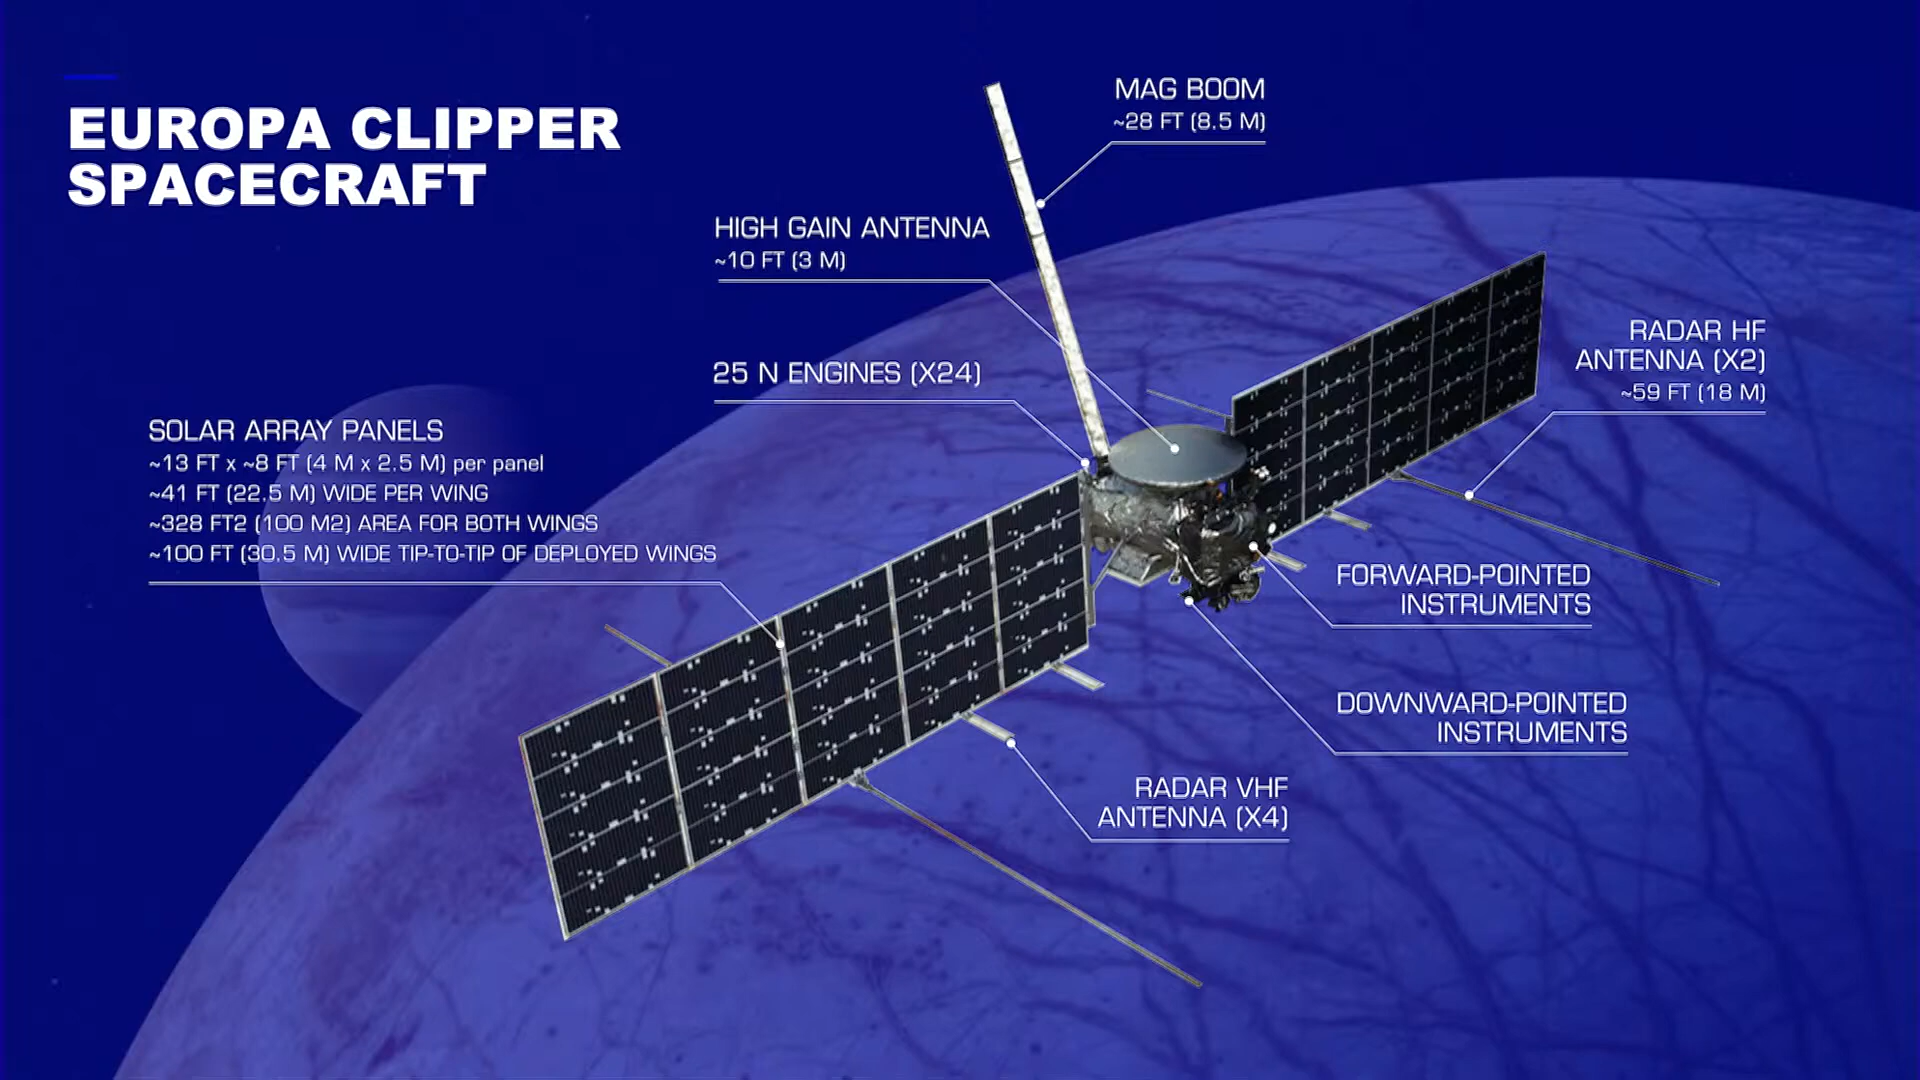 EUROPA CLIPPER
SPACECRAFT
MAG BOOM
~28 FT (8.5 M)
HIGH GAIN ANTENNA
~10 FT (3 M)
RADAR HF
ANTENNA (X2)
~59 FT (18 M)
25 N ENGINES (X24)
SOLAR ARRAY PANELS
~13 FT x ~8 FT (4 M x 2.5 M) per panel
~41 FT (22.5 M) WIDE PER WING
~328 FT2 (100 M2) AREA FOR BOTH WINGS
~100 FT (30.5 M) WIDE TIP-TO-TIP OF DEPLOYED WINGS
FORWARD-POINTED
INSTRUMENTS
DOWNWARD-POINTED
INSTRUMENTS
RADAR VHF
ANTENNA (X4)